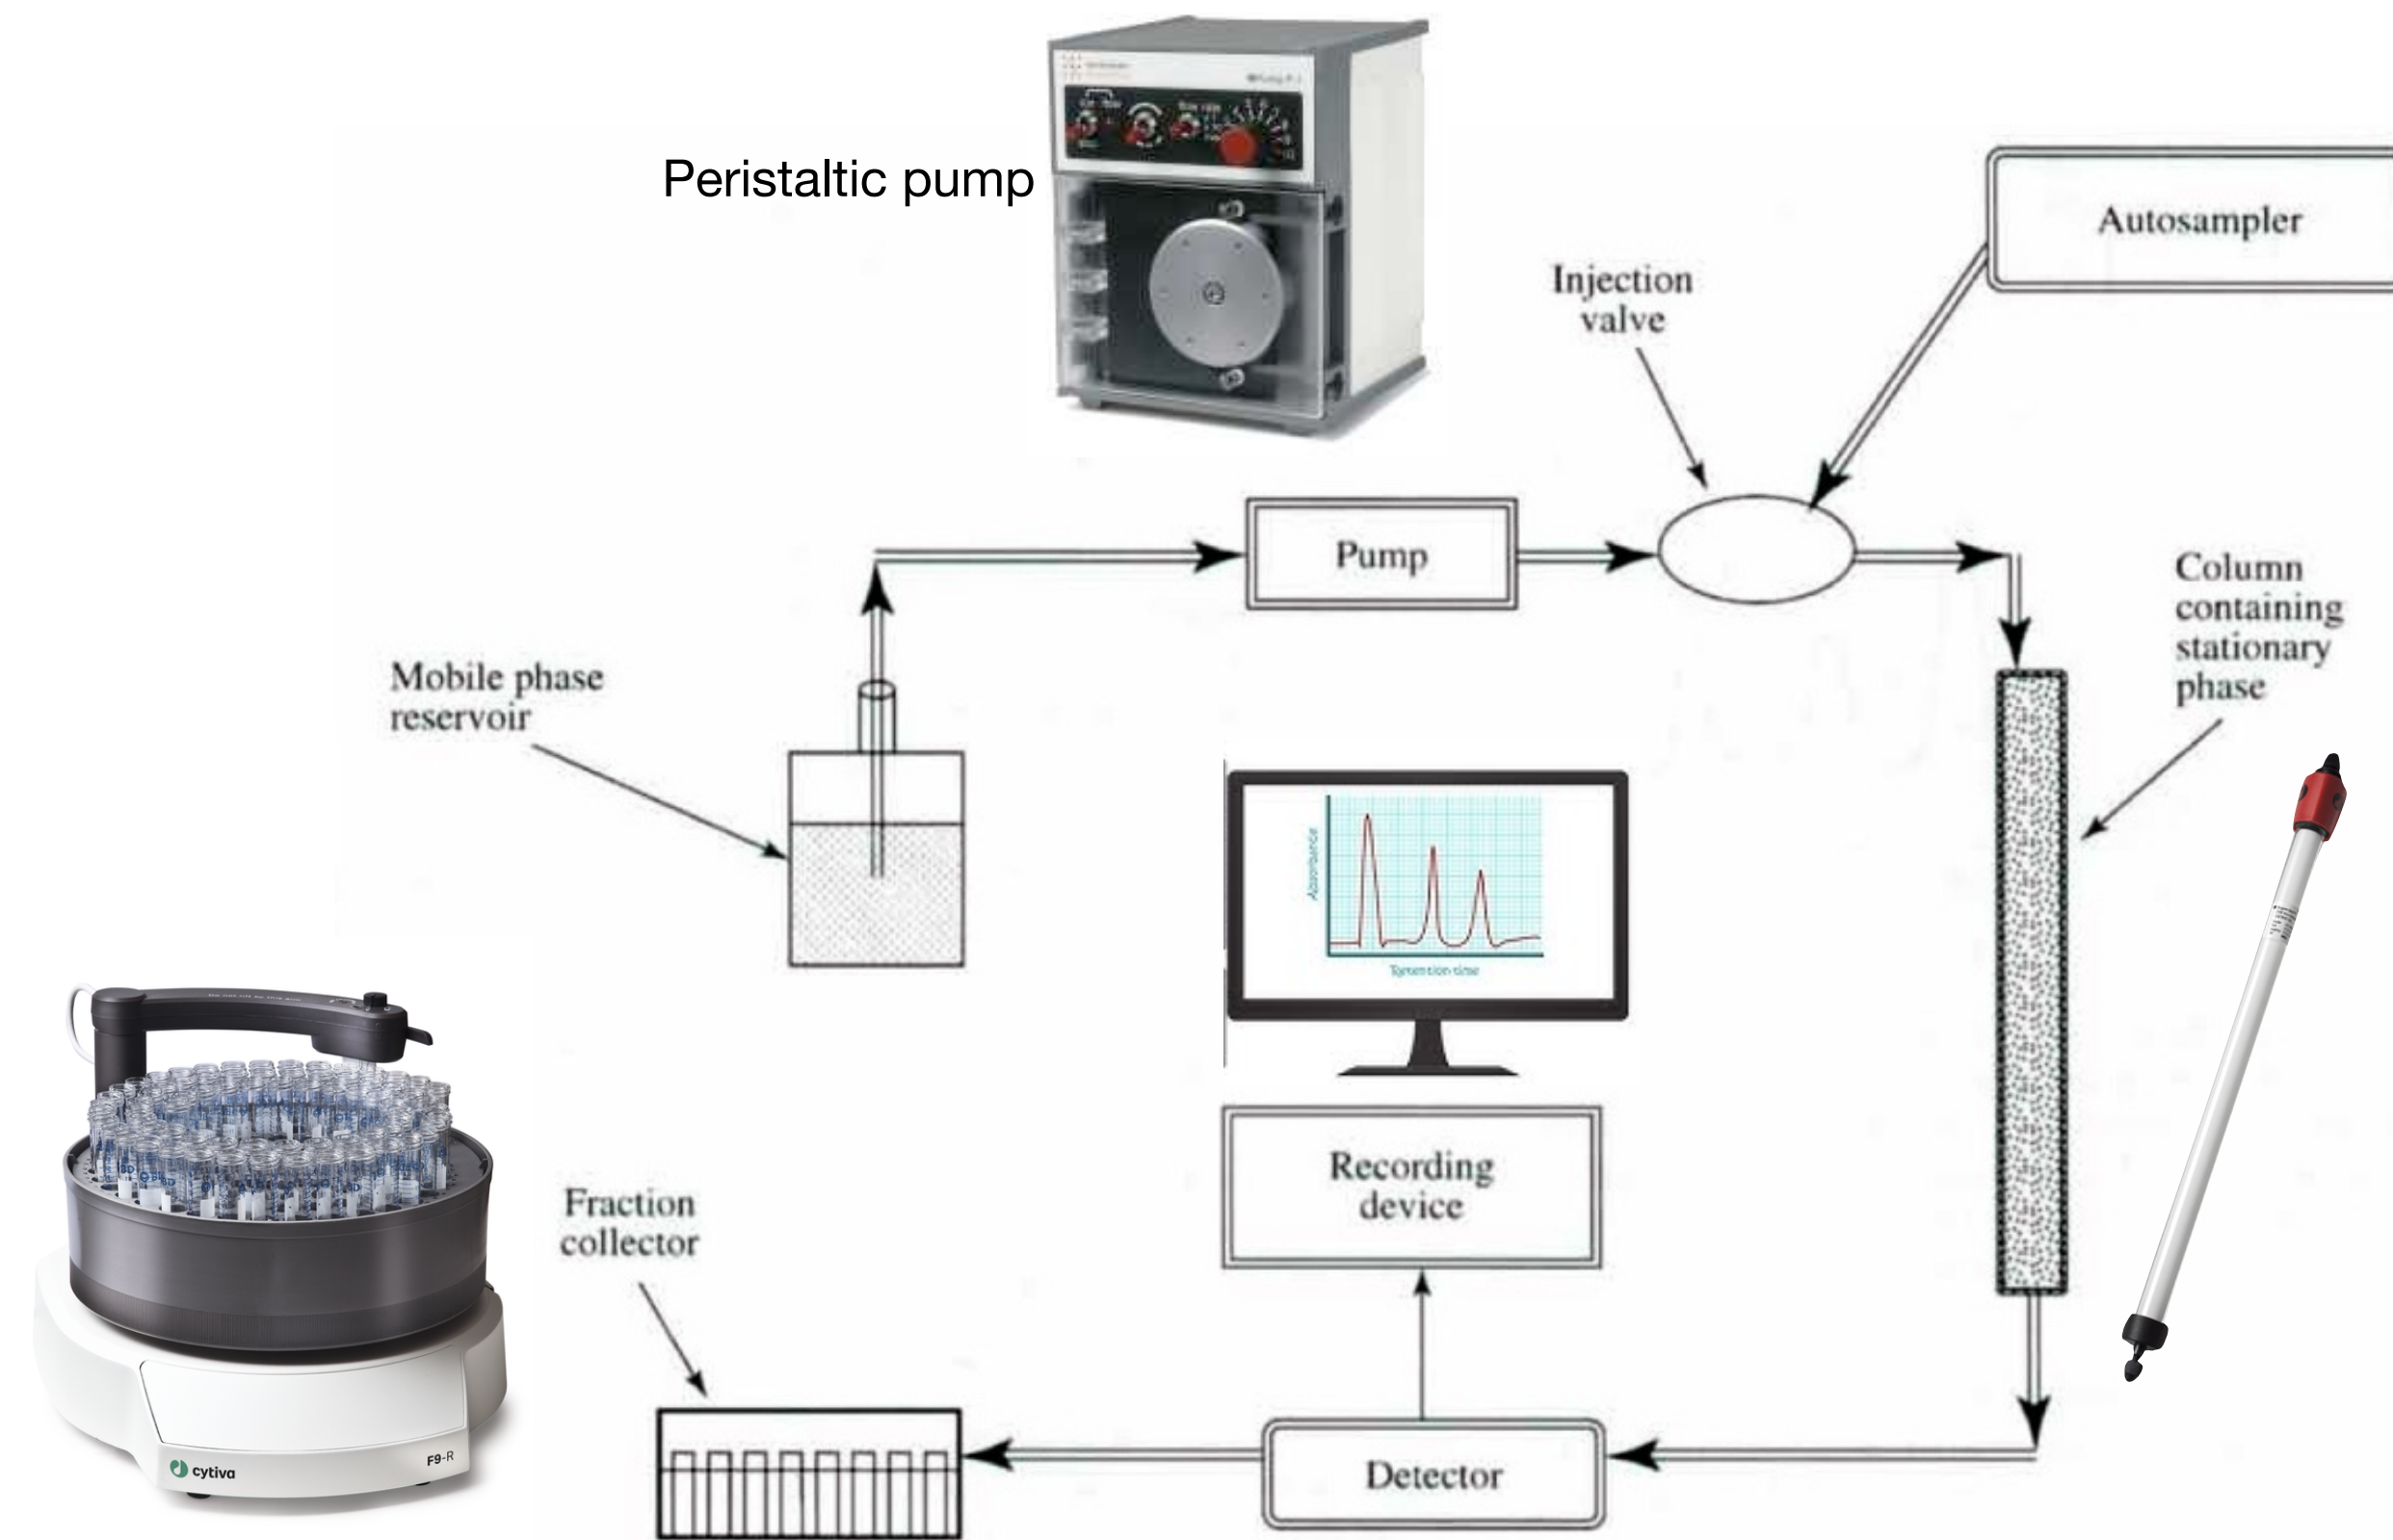 Peristaltic pump
Autosampler
Injection
valve
Pump
Column
containing
stationary
phase
Mobile phase
reservoir
Absorbance
Recording
device
Fraction
collector
Detector
cytiva
F9-R